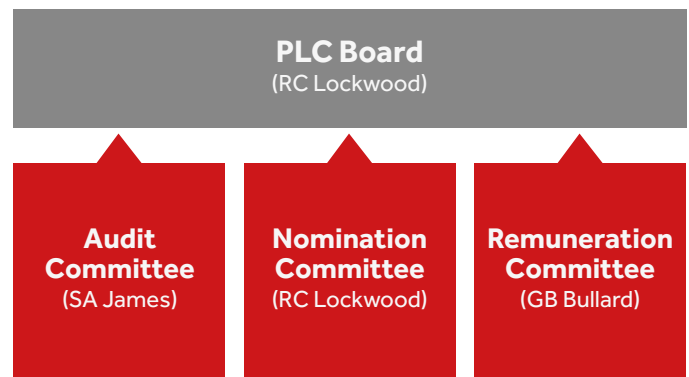 PLC Board
(RC Lockwood)
Audit
Committee
(SA James)
Nomination
Committee
(RC Lockwood)
Remuneration
Committee
(GB Bullard)